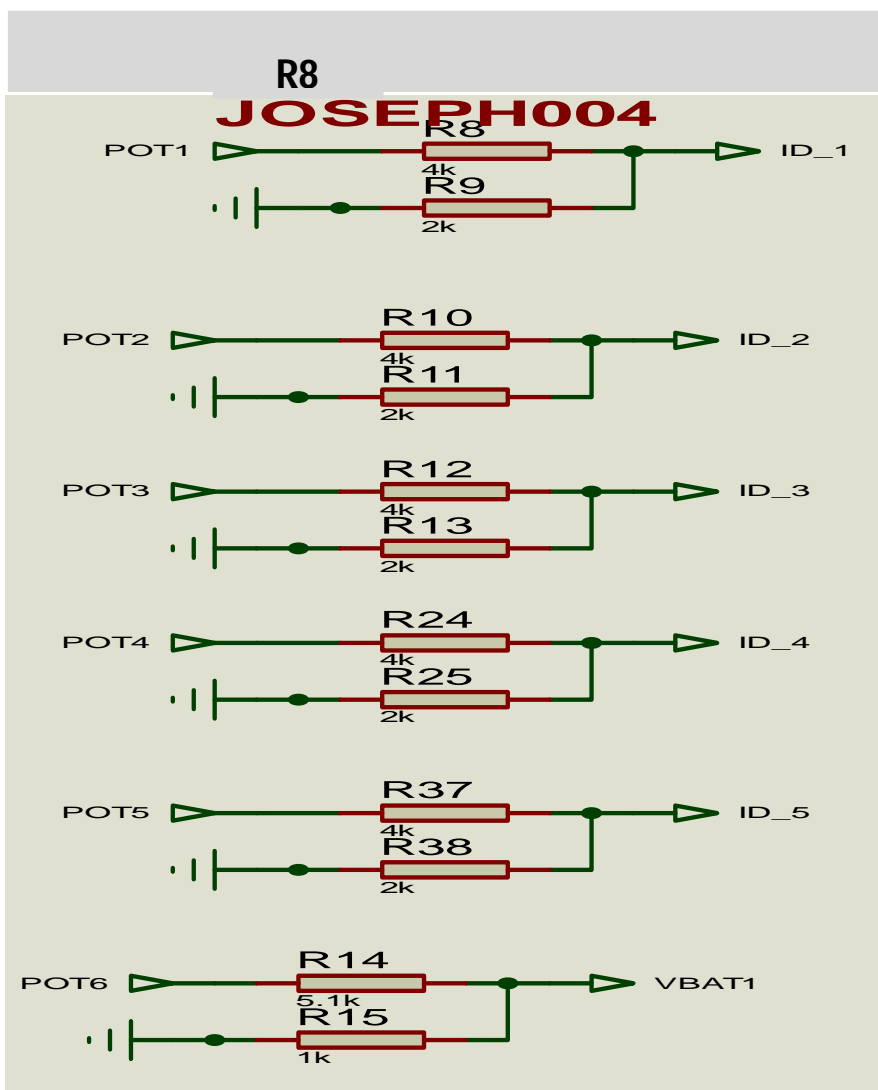 R8
JOSEPH004
R8
POT1 ID_1
4k
R9
2k
R10
POT2 ID_2
4k
R11
2k
R12
POT3 ID_3
4k
R13
2k
R24
POT4 ID_4
4k
R25
2k
R37
POT5 ID_5
4k
R38
2k
R14
POT6 VBAT1
5.1k
R15
1k